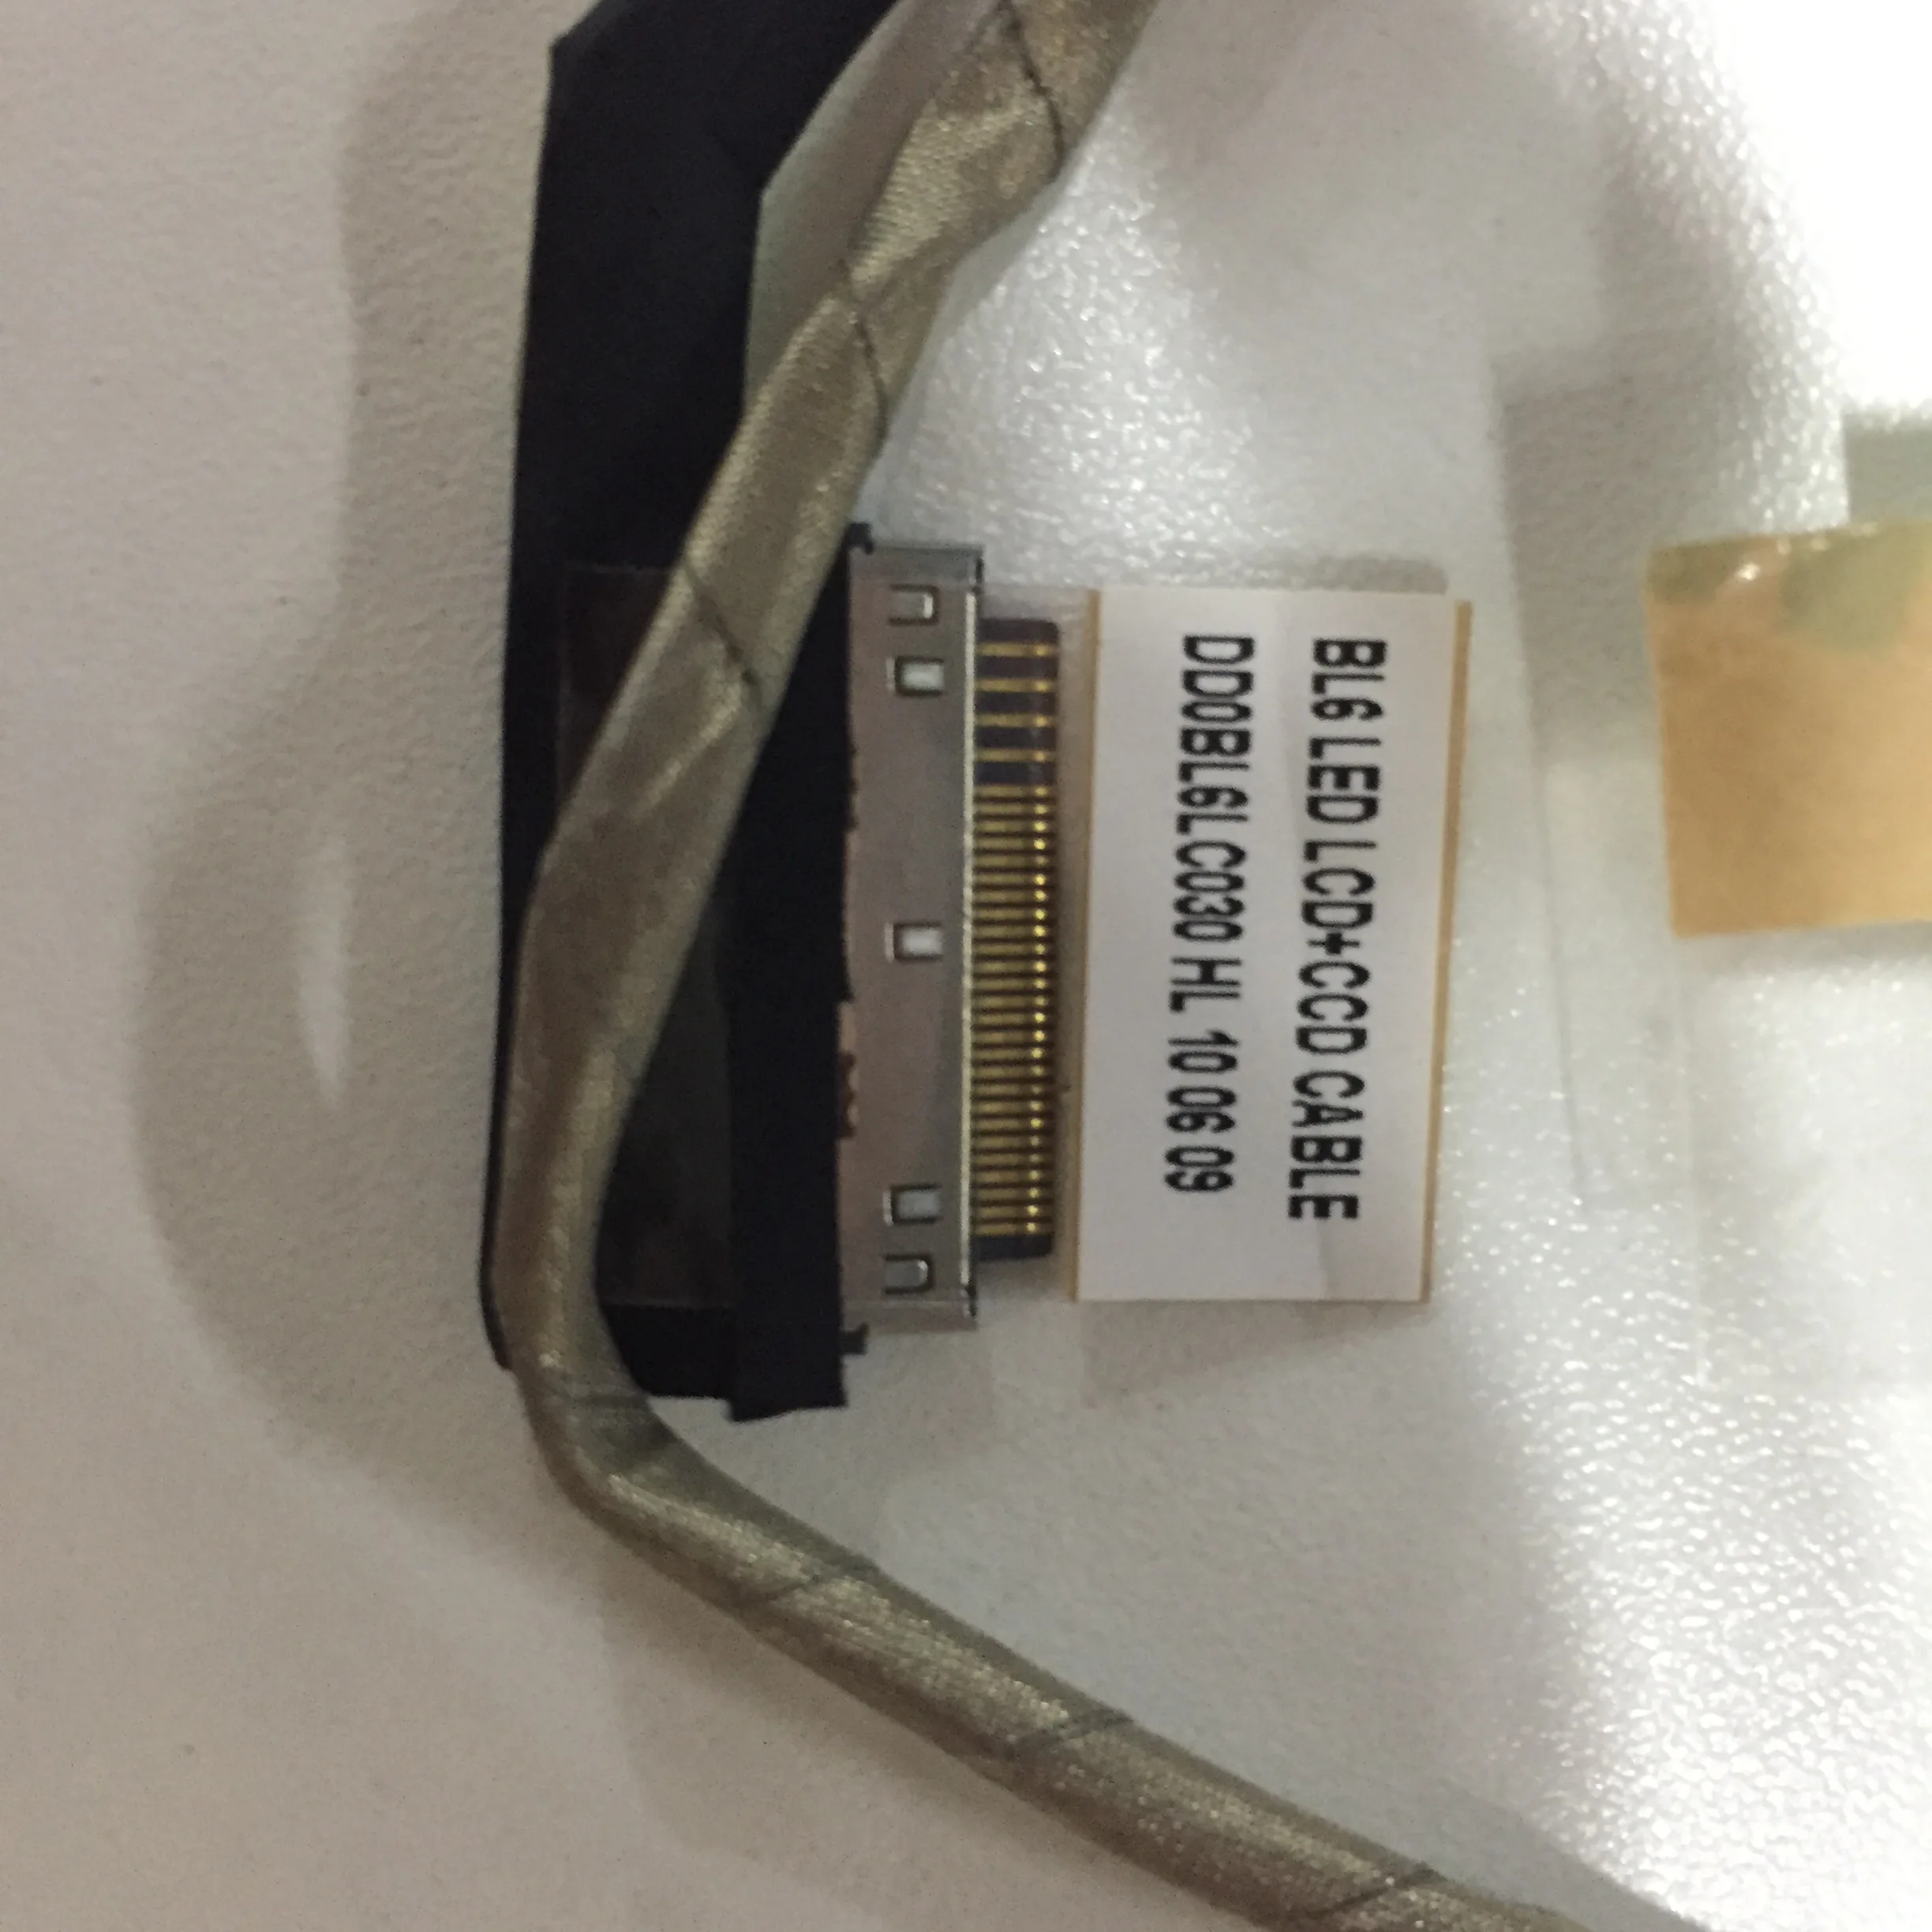 BL6 LED LCD+CCD CABLE
DD0BL6LC030 HL 10 06 09